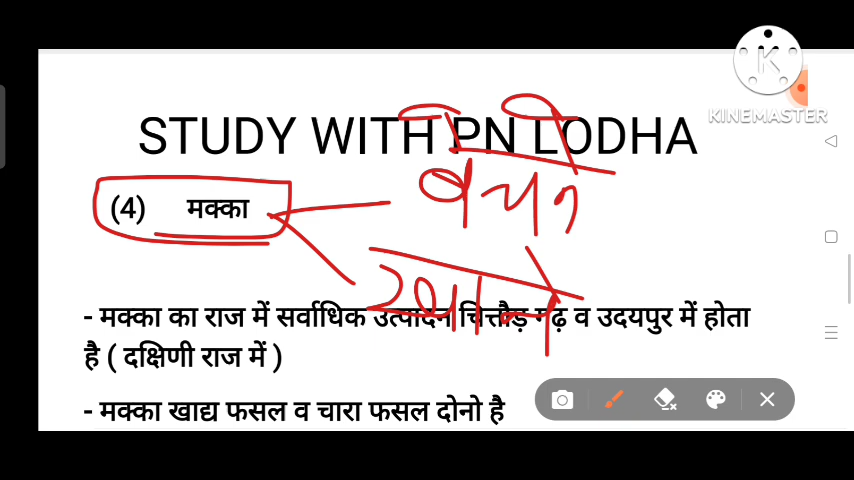 KINEMASTER
STUDY WITH PN LODHA
(4) मक्का
- मक्का का राज में सर्वाधिक उत्पादन चित्तौड़ गढ़ व उदयपुर में होता
है ( दक्षिणी राज में )
- मक्का खाद्य फसल व चारा फसल दोनो है